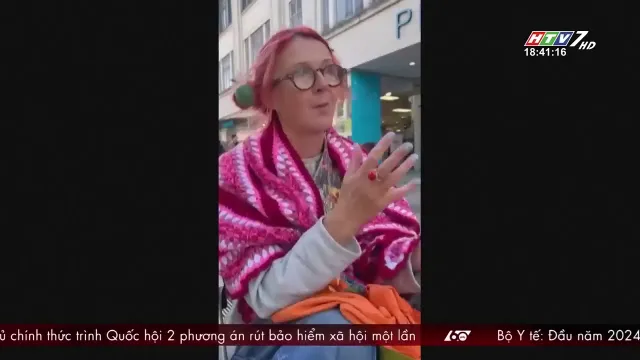 HTV7 HD
18:41:16
P
ủ chính thức trình Quốc hội 2 phương án rút bảo hiểm xã hội một lần 60 Bộ Y tế: Đầu năm 2024